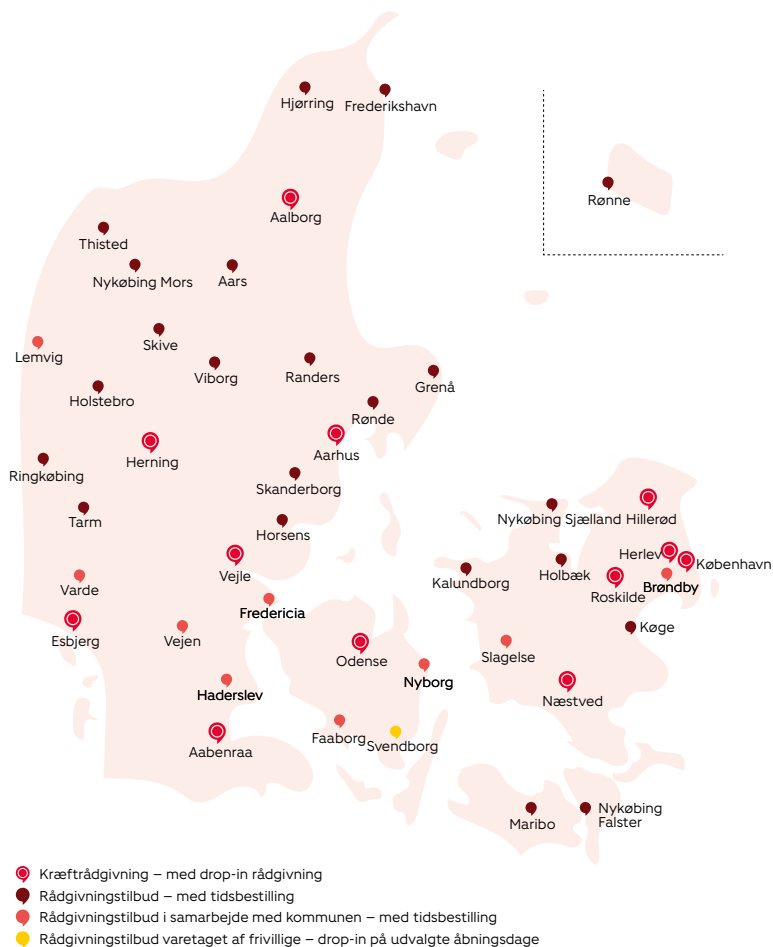 Hjørring
Frederikshavn
Rønne
Aalborg
Thisted
Nykøbing Mors
Aars
Skive
Lemvig
Viborg
Randers
Grenå
Holstebro
Rønde
Herning
Aarhus
Ringkøbing
Skanderborg
Tarm
Horsens
Nykøbing Sjælland
Hillerød
Herlev
København
Vejle
Kalundborg
Holbæk
Brøndby
Varde
Roskilde
Fredericia
Esbjerg
Vejen
Køge
Odense
Slagelse
Nyborg
Haderslev
Næstved
Faaborg
Svendborg
Aabenraa
Maribo
Nykøbing
Falster
Kræftrådgivning – med drop-in rådgivning
Rådgivningstilbud – med tidsbestilling
Rådgivningstilbud i samarbejde med kommunen – med tidsbestilling
Rådgivningstilbud varetaget af frivillige – drop-in på udvalgte åbningsdage